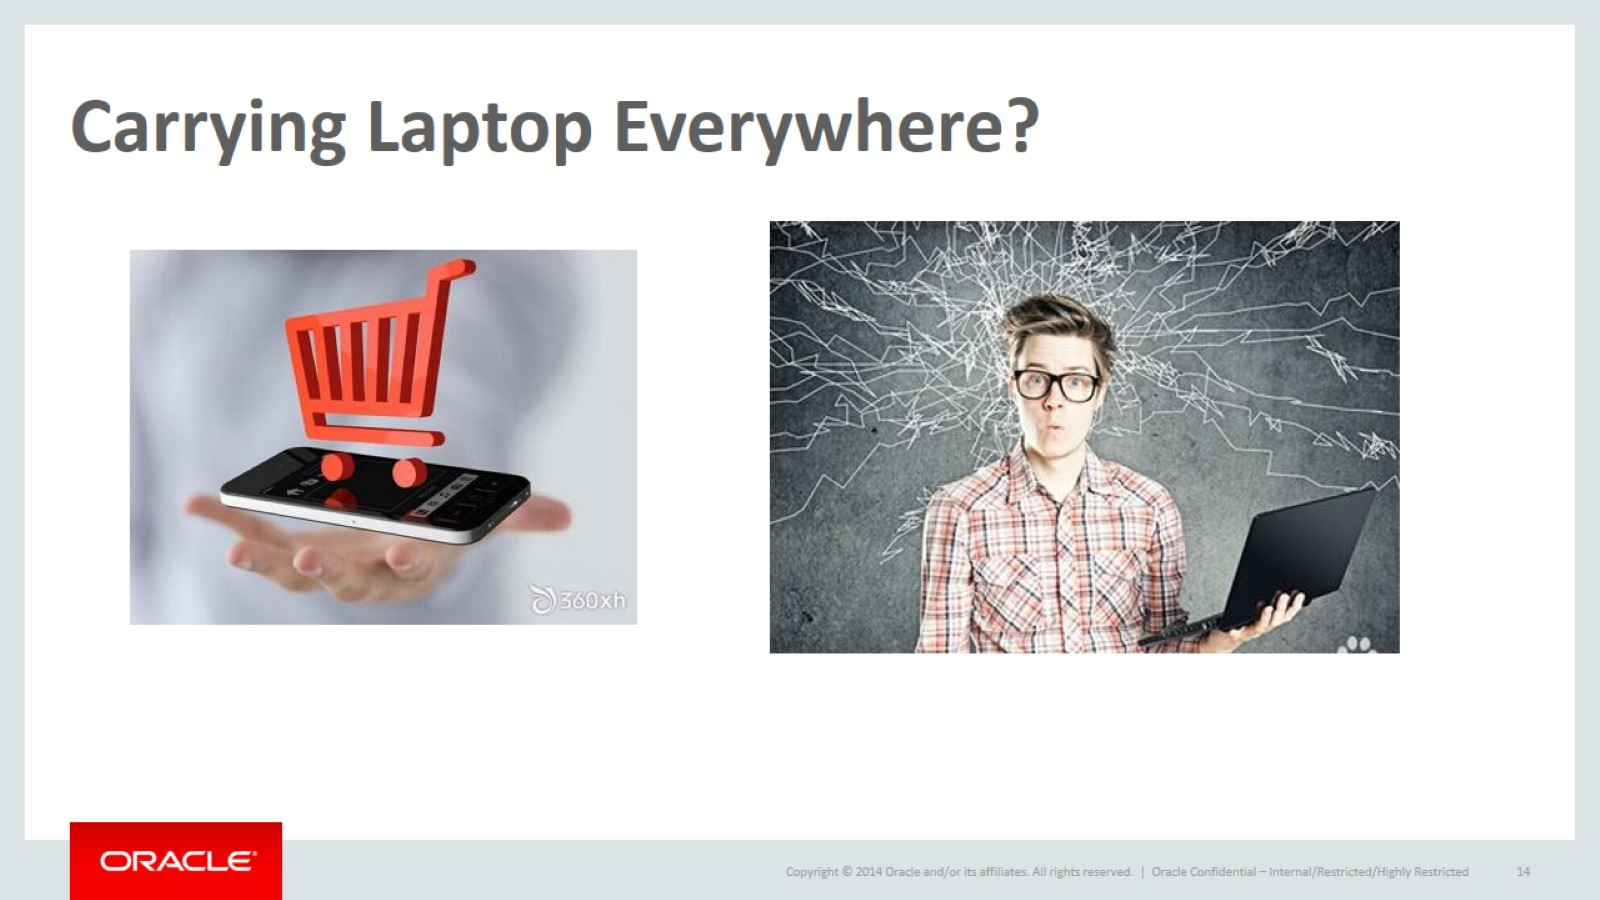 Carrying Laptop Everywhere?
360xh
ORACLE®
Copyright © 2014 Oracle and/or its affiliates. All rights reserved. | Oracle Confidential – Internal/Restricted/Highly Restricted 14